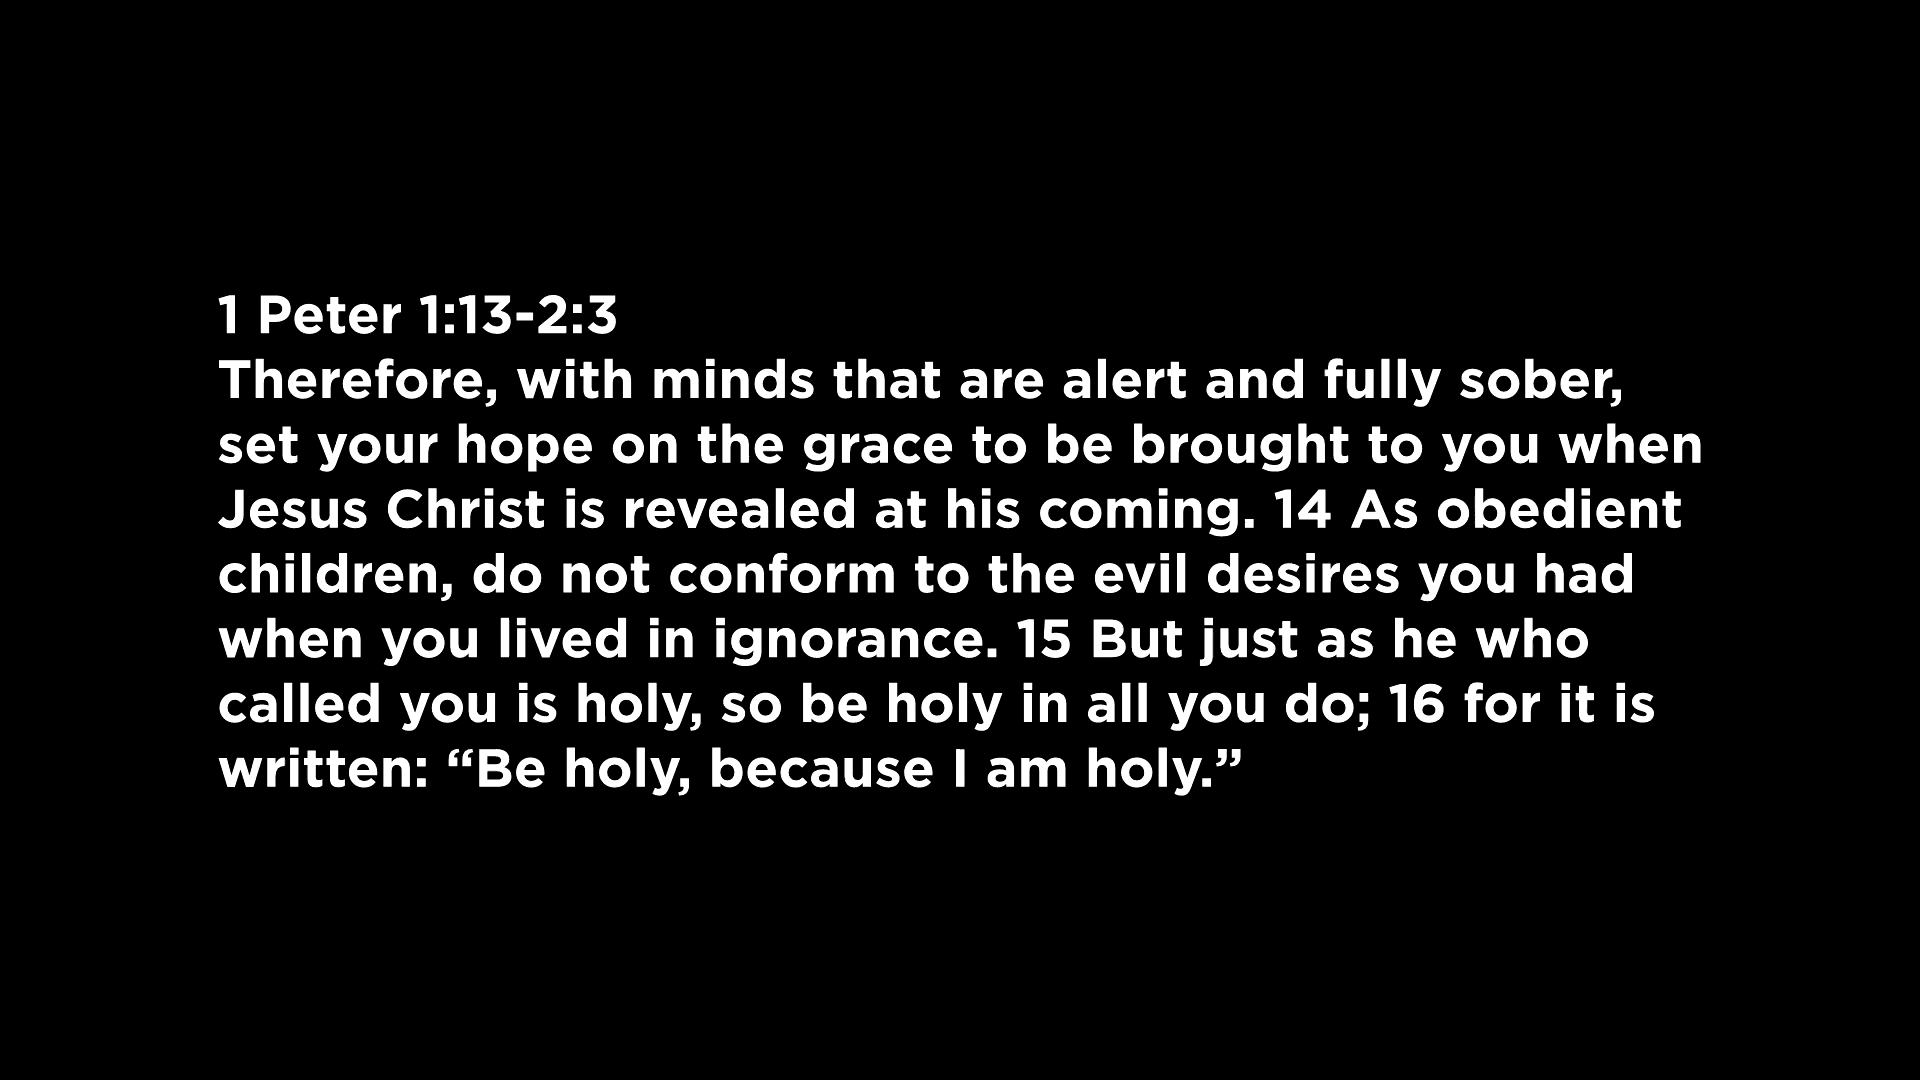 1 Peter 1:13-2:3
Therefore, with minds that are alert and fully sober,
set your hope on the grace to be brought to you when
Jesus Christ is revealed at his coming. 14 As obedient
children, do not conform to the evil desires you had
when you lived in ignorance. 15 But just as he who
called you is holy, so be holy in all you do; 16 for it is
written: “Be holy, because I am holy.”